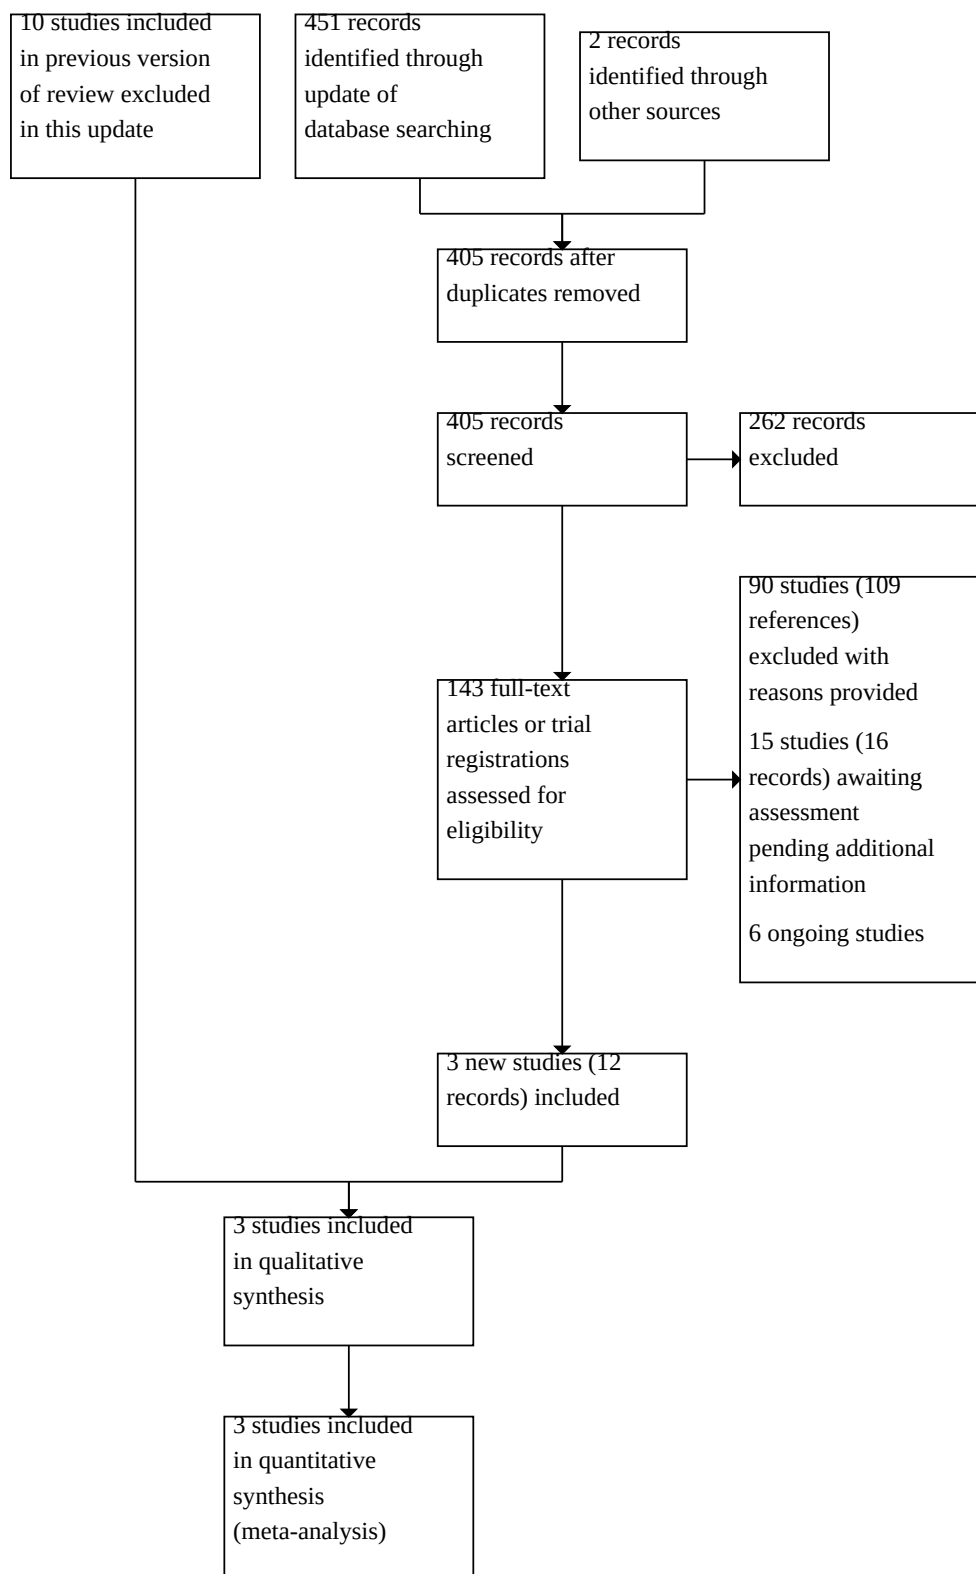 10 studies included
in previous version
of review excluded
in this update
451 records
identified through
update of
database searching
2 records
identified through
other sources
405 records after
duplicates removed
405 records
screened
262 records
excluded
143 full-text
articles or trial
registrations
assessed for
eligibility
90 studies (109
references)
excluded with
reasons provided
15 studies (16
records) awaiting
assessment
pending additional
information
6 ongoing studies
3 new studies (12
records) included
3 studies included
in qualitative
synthesis
3 studies included
in quantitative
synthesis
(meta-analysis)